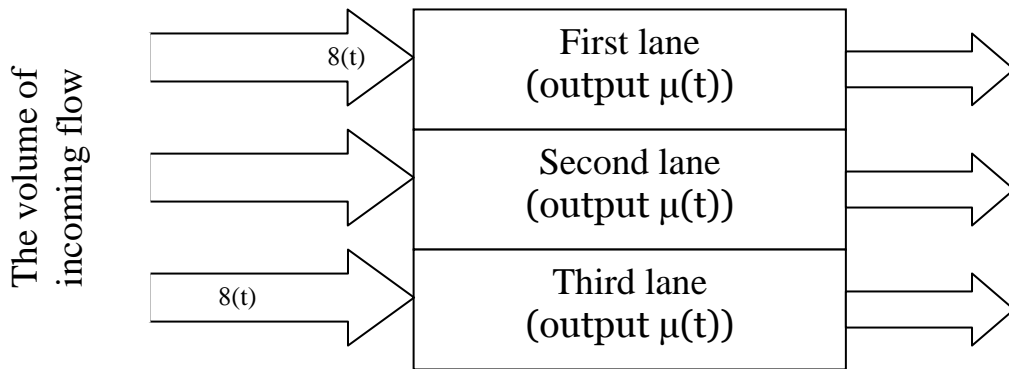 The volume of
incoming flow
8(t)
First lane
(output μ(t))
Second lane
(output μ(t))
8(t)
Third lane
(output μ(t))